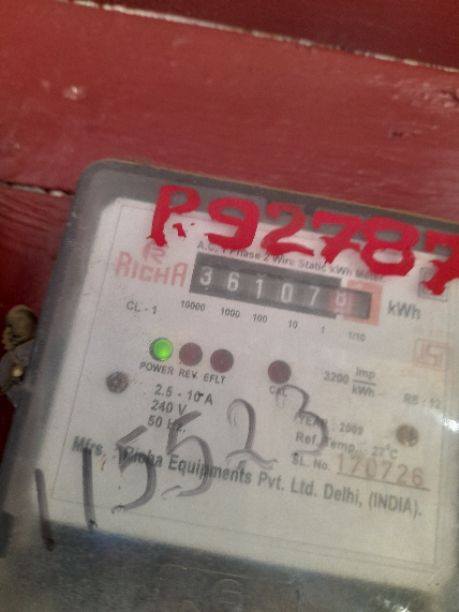 R92787
A.C. 1 Phase 2 Wire Static kWh Meter
RICHA
361078
kWh
CL - 1
10000 1000 100 10 1 1/10
POWER REV. EFLT
CAL
3200 Imp
kWh
2.5 - 10 A
240 V
50 Hz.
YEAR: 2009
Ref. Temp. 27°C
SL. No. 170726
Mfrs. : Richa Equipments Pvt. Ltd. Delhi, (INDIA).
115523